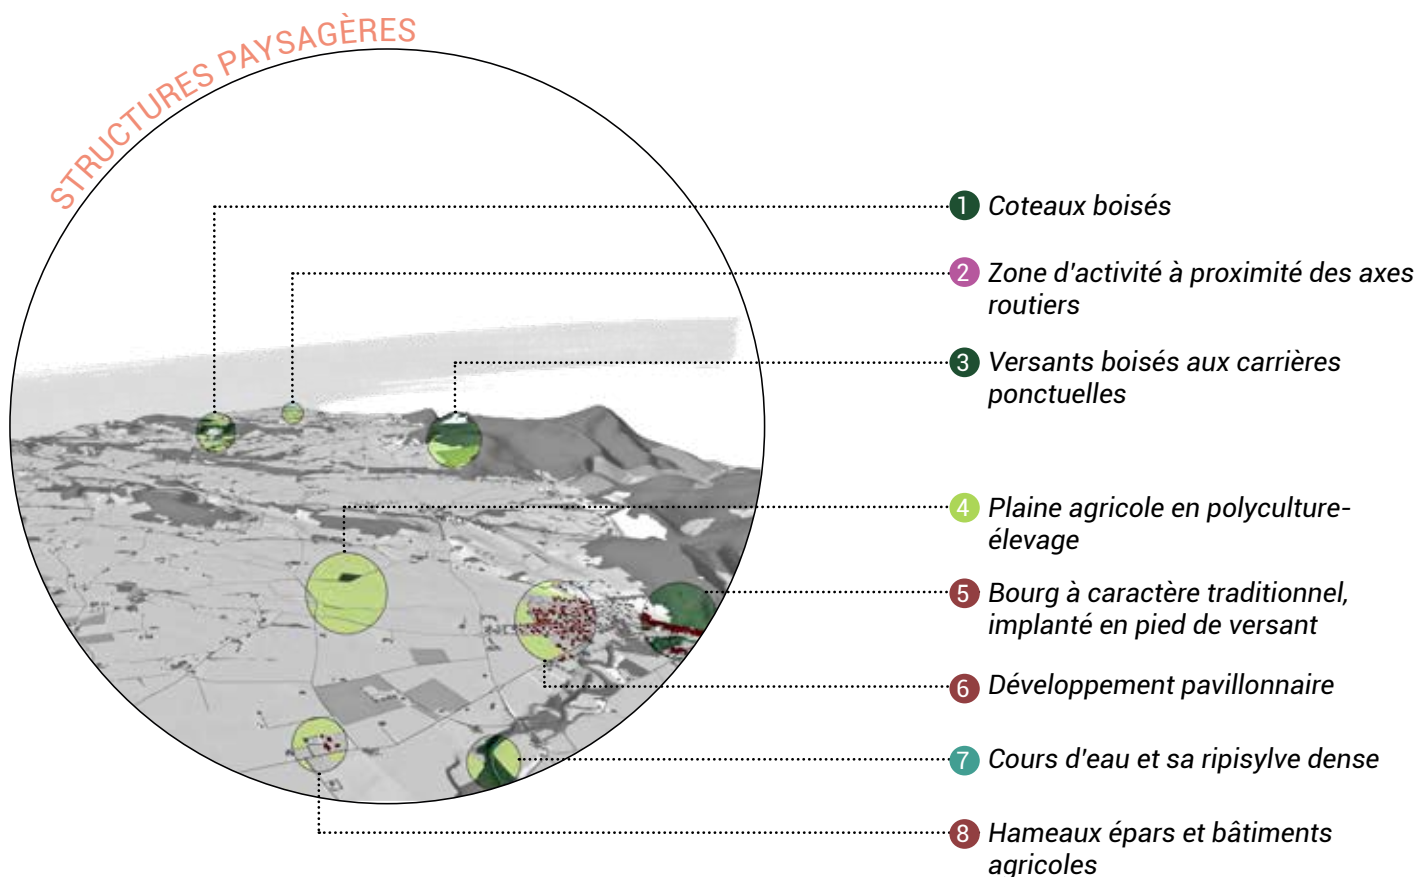 STRUCTURES PAYSAGÈRES
1 Coteaux boisés
2 Zone d'activité à proximité des axes
routiers
3 Versants boisés aux carrières
ponctuelles
4 Plaine agricole en polyculture-
élevage
5 Bourg à caractère traditionnel,
implanté en pied de versant
6 Développement pavillonnaire
7 Cours d'eau et sa ripisylve dense
8 Hameaux épars et bâtiments
agricoles